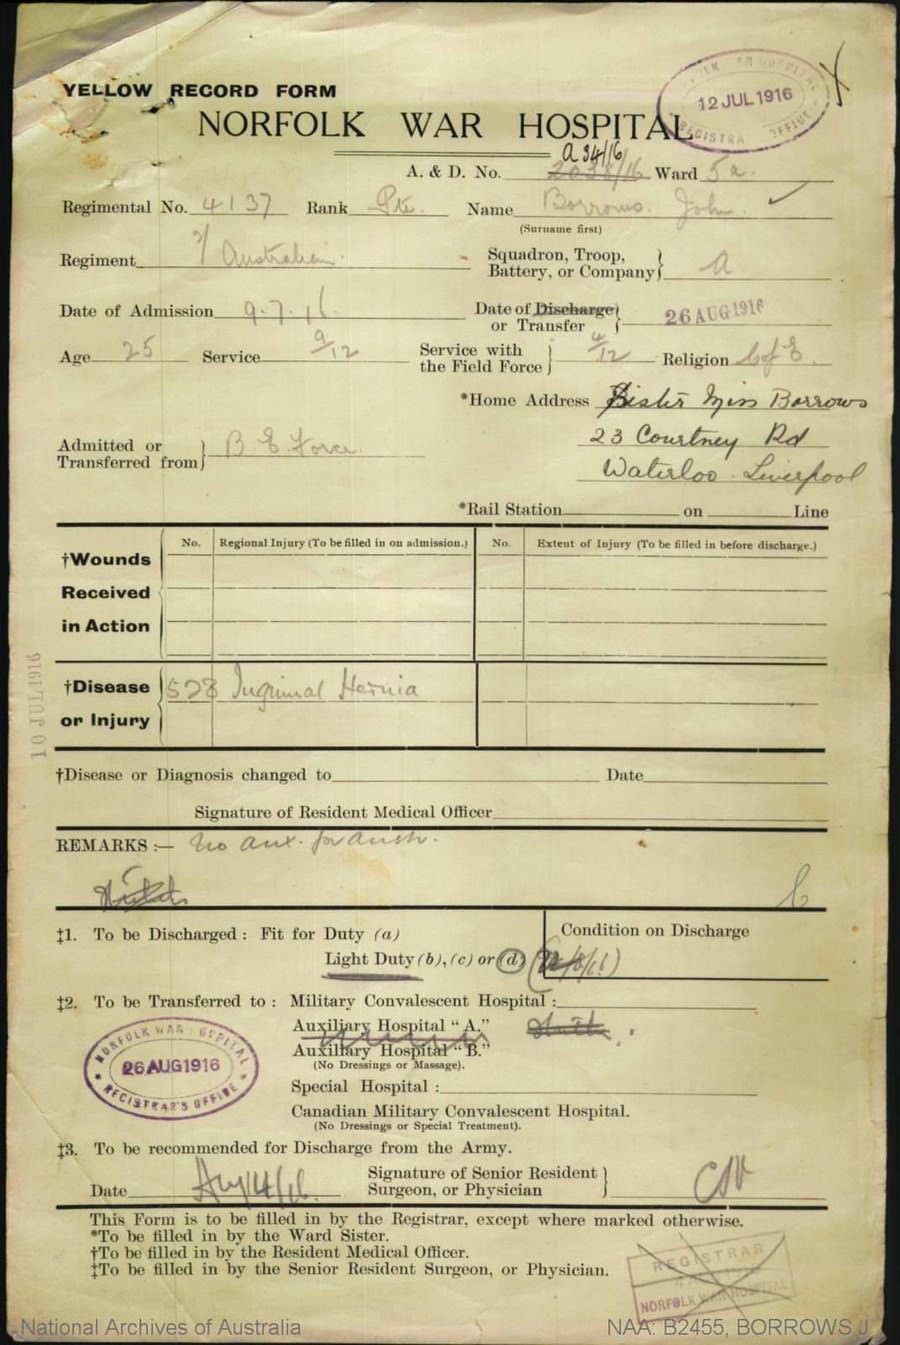 YELLOW RECORD FORM
NORFOLK WAR HOSPITAL
12 JUL 1916
a 34/16
A. & D. No. 2038/16 Ward 5a.
Regimental No. 4137 Rank Pte. Name Borrows. John.
(Surname first)
Regiment Australian. Squadron, Troop, Battery, or Company A
Date of Admission 9.7.16 Date of Discharge or Transfer 26 AUG 1916
Age 25 Service 9/12 Service with the Field Force 4/12 Religion C of E.
*Home Address Sister Miss Borrows
23 Courtney Rd
Waterloo. Liverpool
Admitted or Transferred from B. E. Force.
*Rail Station on Line
No. Regional Injury (To be filled in on admission.) No. Extent of Injury (To be filled in before discharge.)
†Wounds
Received
in Action
10 JUL 1916
†Disease 528 Inguinal Hernia
or Injury
†Disease or Diagnosis changed to Date
Signature of Resident Medical Officer
REMARKS :— No aux. for Austr.
‡1. To be Discharged : Fit for Duty (a) Condition on Discharge
Light Duty (b), (c) or (d)
‡2. To be Transferred to : Military Convalescent Hospital :
Auxiliary Hospital "A."
Auxiliary Hospital "B."
(No Dressings or Massage).
NORFOLK WAR HOSPITAL
26 AUG 1916
REGISTRAR'S OFFICE
Special Hospital :
Canadian Military Convalescent Hospital.
(No Dressings or Special Treatment).
‡3. To be recommended for Discharge from the Army.
Date Signature of Senior Resident Surgeon, or Physician
This Form is to be filled in by the Registrar, except where marked otherwise.
*To be filled in by the Ward Sister.
†To be filled in by the Resident Medical Officer.
‡To be filled in by the Senior Resident Surgeon, or Physician.
REGISTRAR
NORFOLK WAR HOSPITAL
National Archives of Australia NAA: B2455, BORROWS J